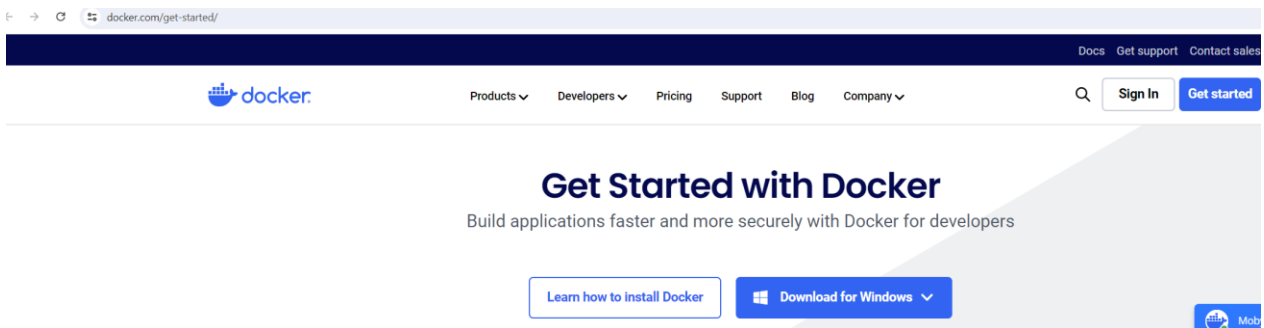 docker.com/get-started/
Docs Get support Contact sales
docker
Products Developers Pricing Support Blog Company Sign In Get started
Get Started with Docker
Build applications faster and more securely with Docker for developers
Learn how to install Docker Download for Windows